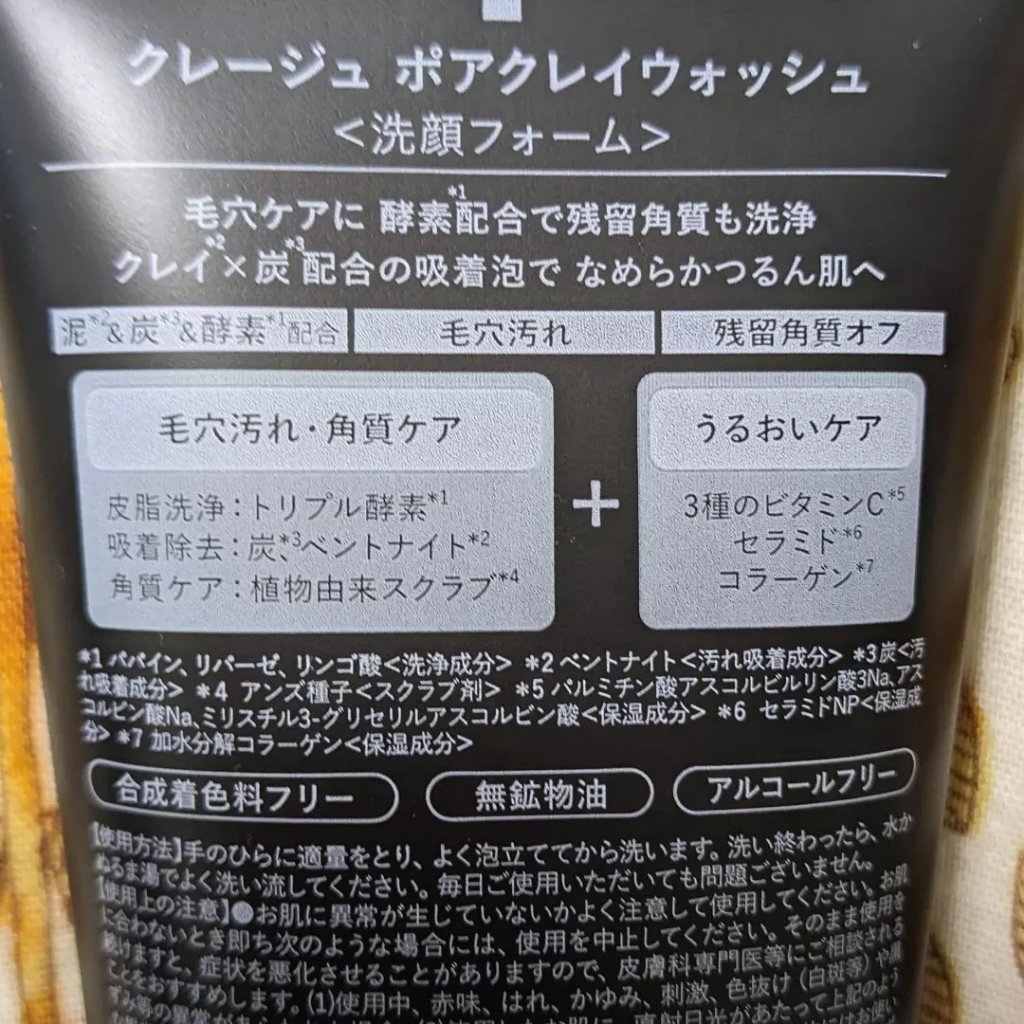 クレージュ ポアクレイウォッシュ
＜洗顔フォーム＞
毛穴ケアに 酵素*1配合で残留角質も洗浄
クレイ*2×炭*3配合の吸着泡で なめらかつるん肌へ
泥*2&炭*3&酵素*1配合
毛穴汚れ
残留角質オフ
毛穴汚れ・角質ケア
皮脂洗浄：トリプル酵素*1
吸着除去：炭*3、ベントナイト*2
角質ケア：植物由来スクラブ*4
+
うるおいケア
3種のビタミンC*5
セラミド*6
コラーゲン*7
*1 パパイン、リパーゼ、リンゴ酸<洗浄成分> *2 ベントナイト<汚れ吸着成分> *3 炭<汚
れ吸着成分> *4 アンズ種子<スクラブ剤> *5 パルミチン酸アスコルビルリン酸3Na、アス
コルビン酸Na、ミリスチル3-グリセリルアスコルビン酸<保湿成分> *6 セラミドNP<保湿成
分> *7 加水分解コラーゲン<保湿成分>
合成着色料フリー
無鉱物油
アルコールフリー
【使用方法】手のひらに適量をとり、よく泡立ててから洗います。洗い終わったら、水か
ぬるま湯でよく洗い流してください。毎日ご使用いただいても問題ございません。
【使用上の注意】●お肌に異常が生じていないかよく注意して使用してください。お肌
に合わないとき即ち次のような場合には、使用を中止してください。そのまま使用を
続けますと、症状を悪化させることがありますので、皮膚科専門医等にご相談される
ことをおすすめします。(1)使用中、赤味、はれ、かゆみ、刺激、色抜け(白斑等)や黒
ずみ等の異常が 直射日光があたって上記のよう